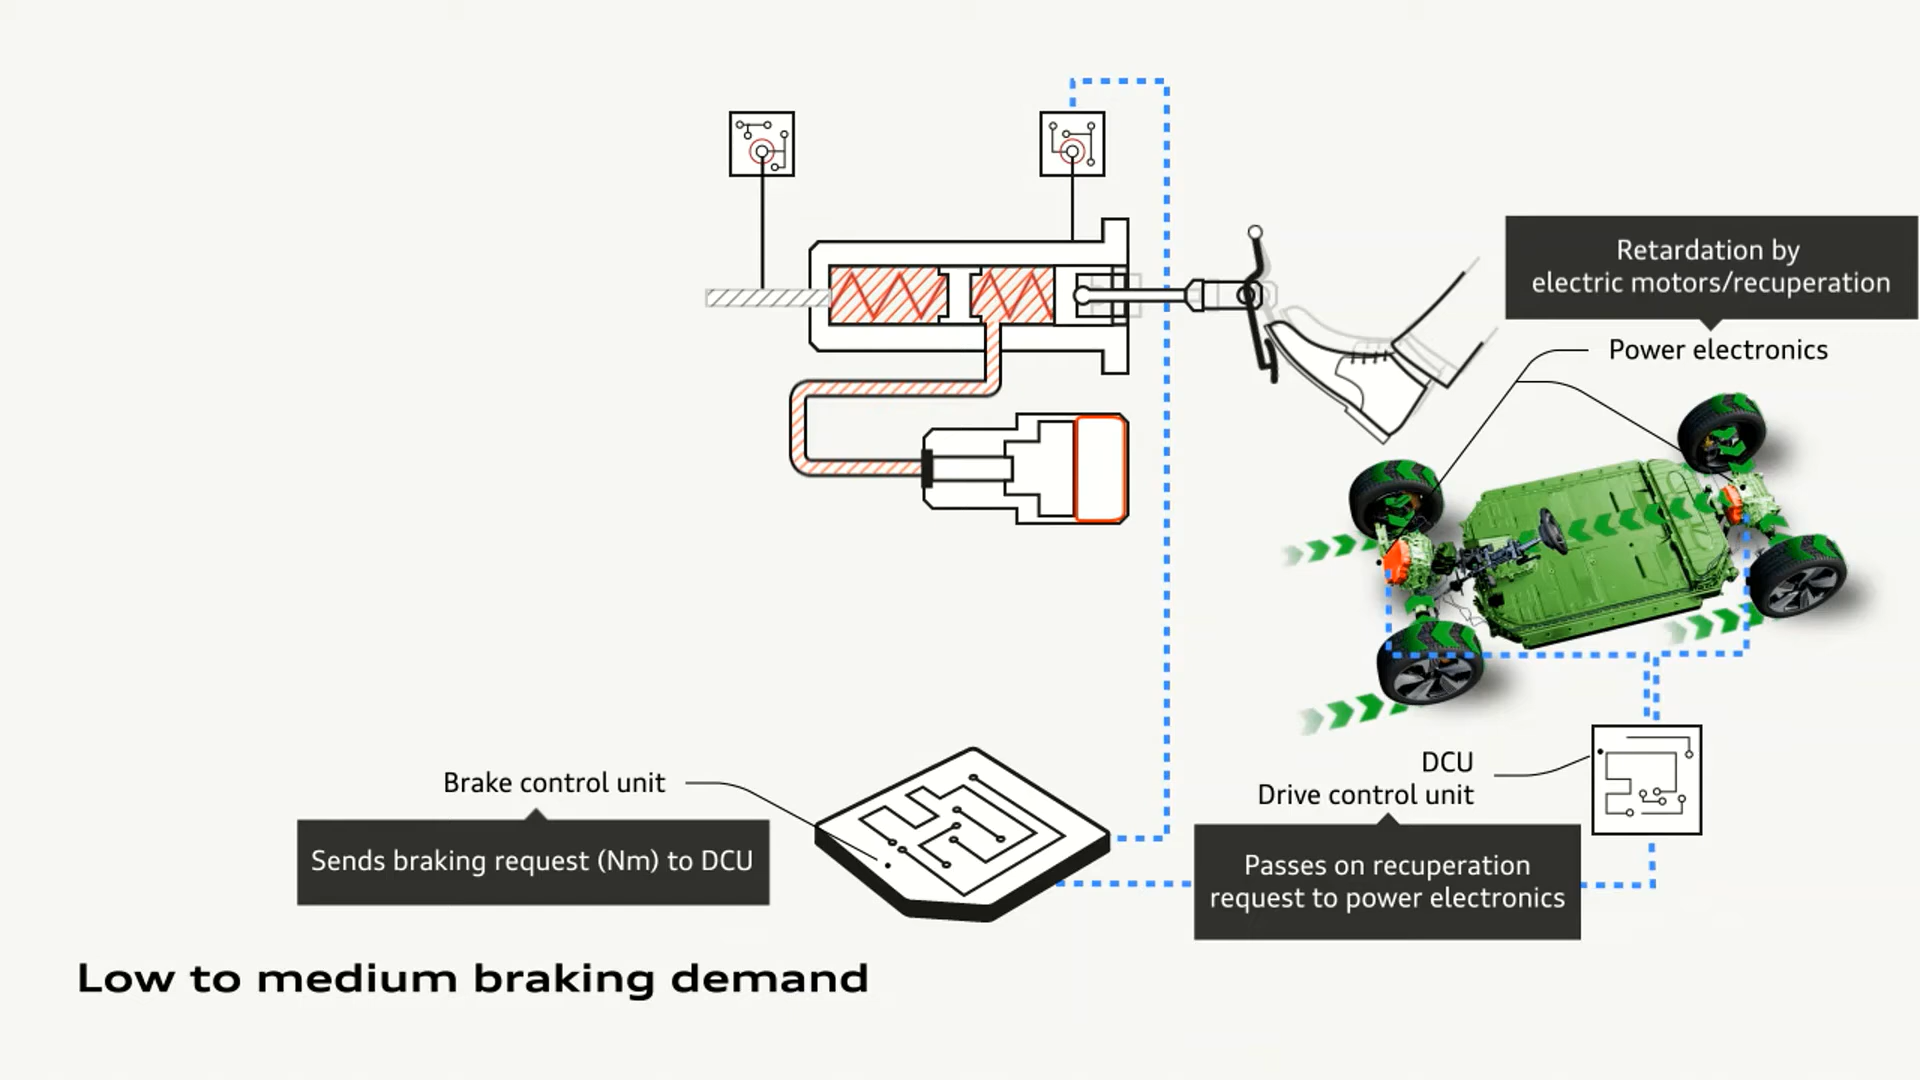 Retardation by
electric motors/recuperation
Power electronics
Brake control unit
Sends braking request (Nm) to DCU
DCU
Drive control unit
Passes on recuperation
request to power electronics
Low to medium braking demand